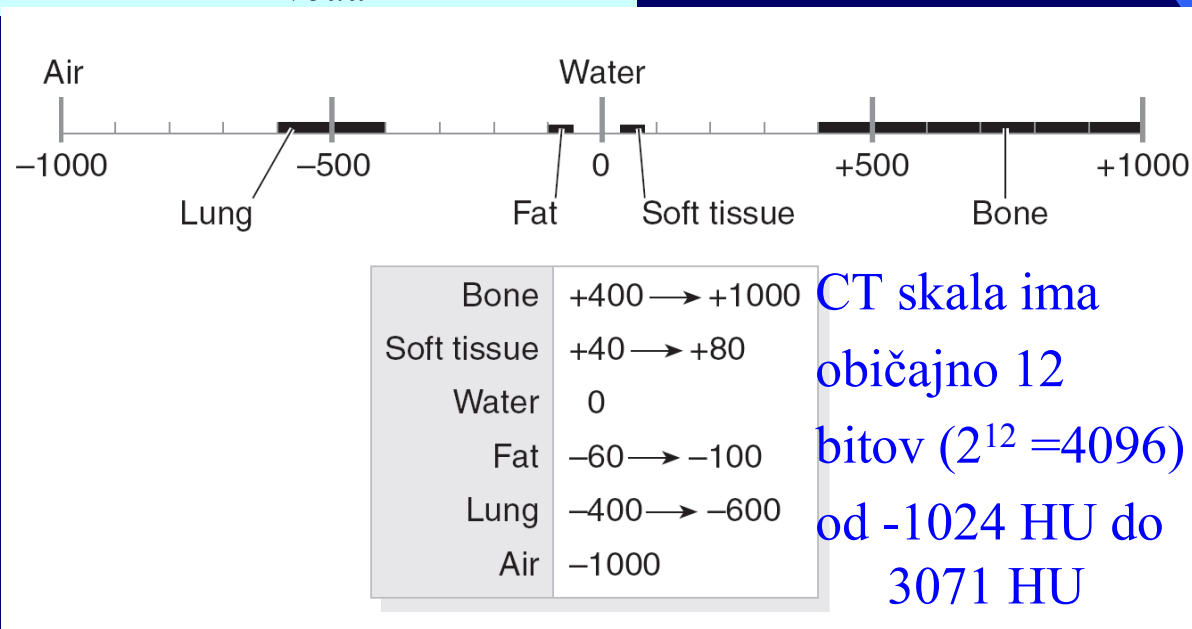 Air Water
–1000 –500 0 +500 +1000
Lung Fat Soft tissue Bone
Bone +400 → +1000
Soft tissue +40 → +80
Water 0
Fat –60 → –100
Lung –400 → –600
Air –1000
CT skala ima
običajno 12
bitov (2¹² =4096)
od -1024 HU do
3071 HU